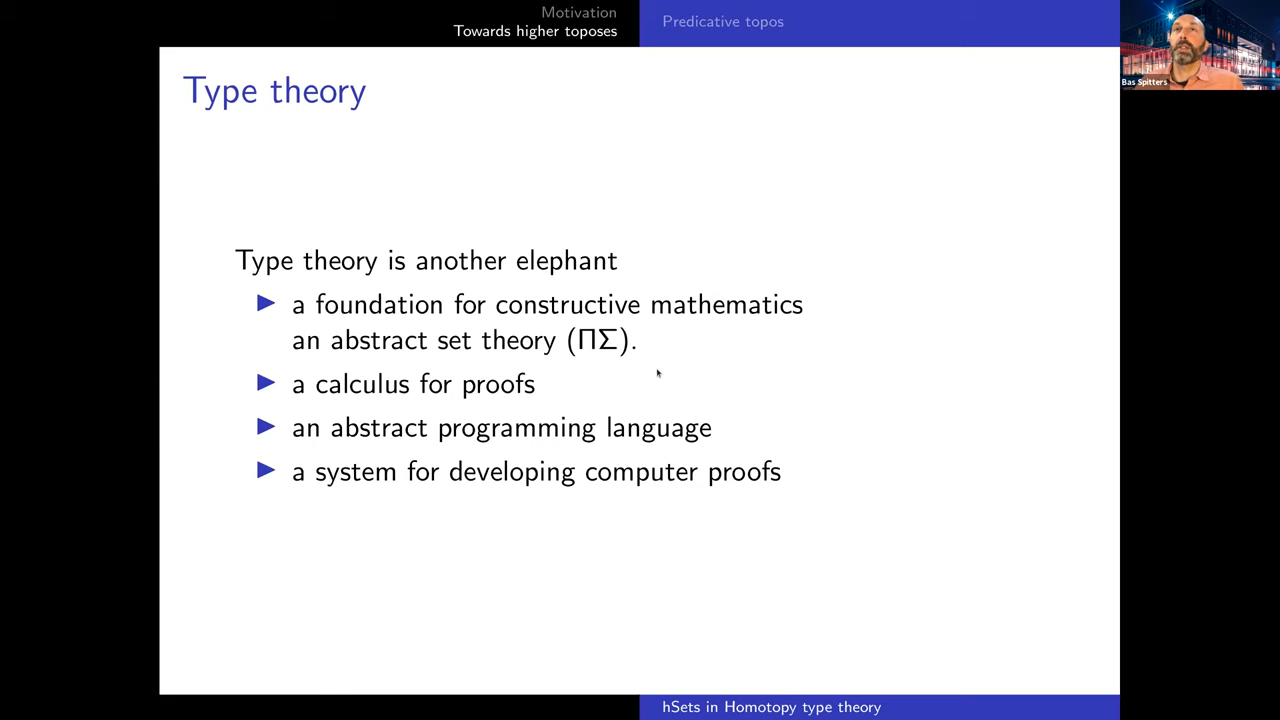 Motivation
Towards higher toposes
Predicative topos
Type theory
Bas Spitters
Type theory is another elephant
a foundation for constructive mathematics
an abstract set theory (ΠΣ).
a calculus for proofs
an abstract programming language
a system for developing computer proofs
hSets in Homotopy type theory